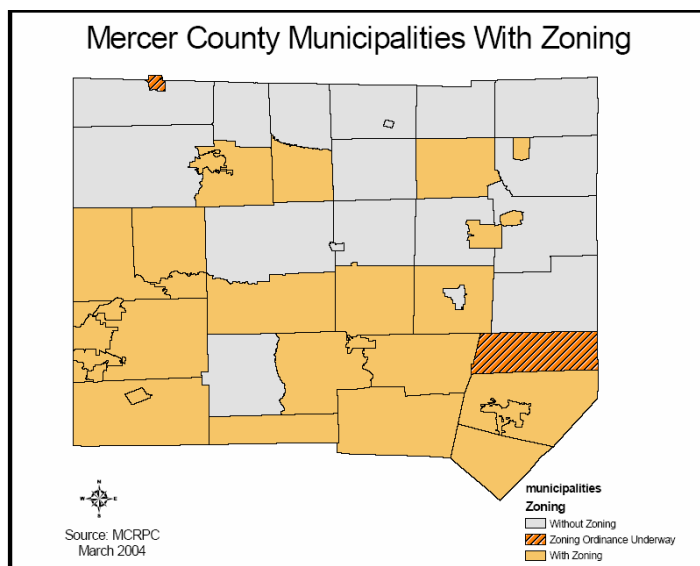 Mercer County Municipalities With Zoning
N
W E
S
Source: MCRPC
March 2004
municipalities
Zoning
Without Zoning
Zoning Ordinance Underway
With Zoning